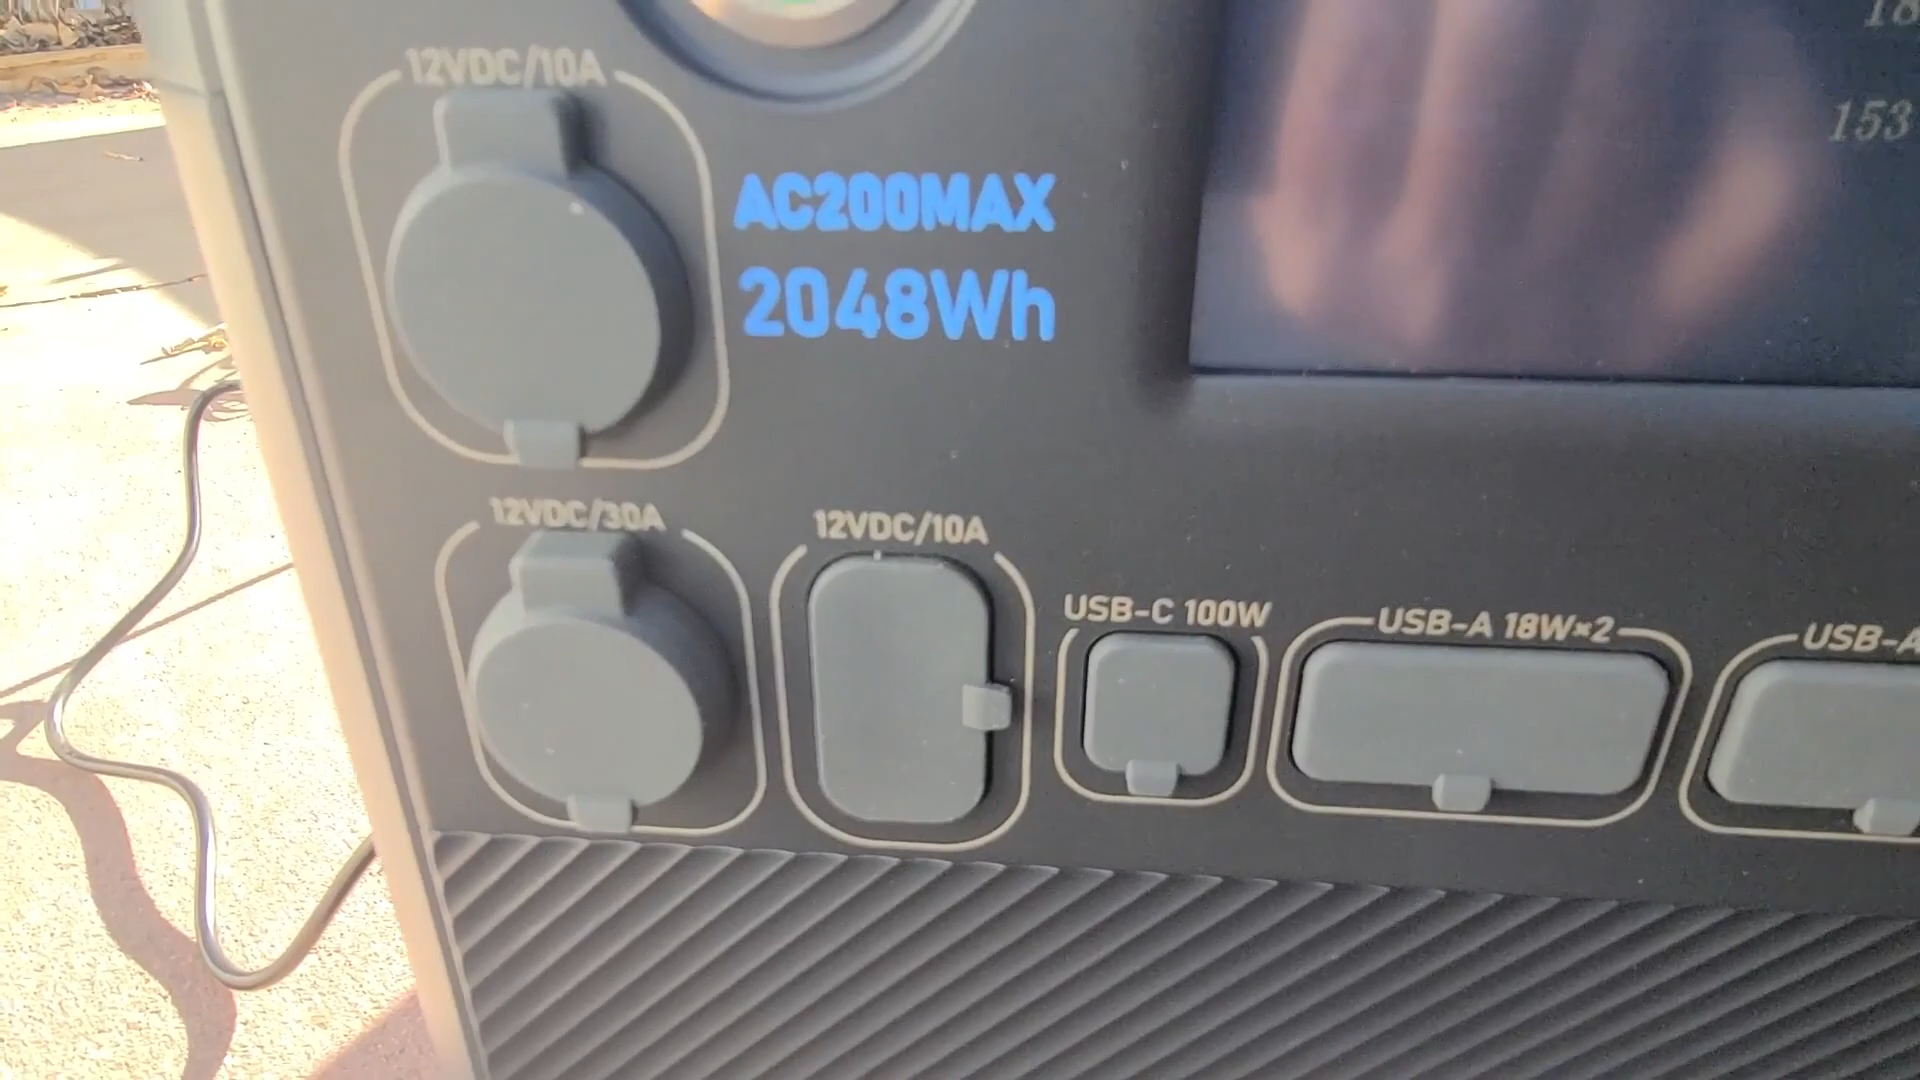 12VDC/10A
153
AC200MAX
2048Wh
12VDC/30A
12VDC/10A
USB-C 100W
USB-A 18W×2
USB-A